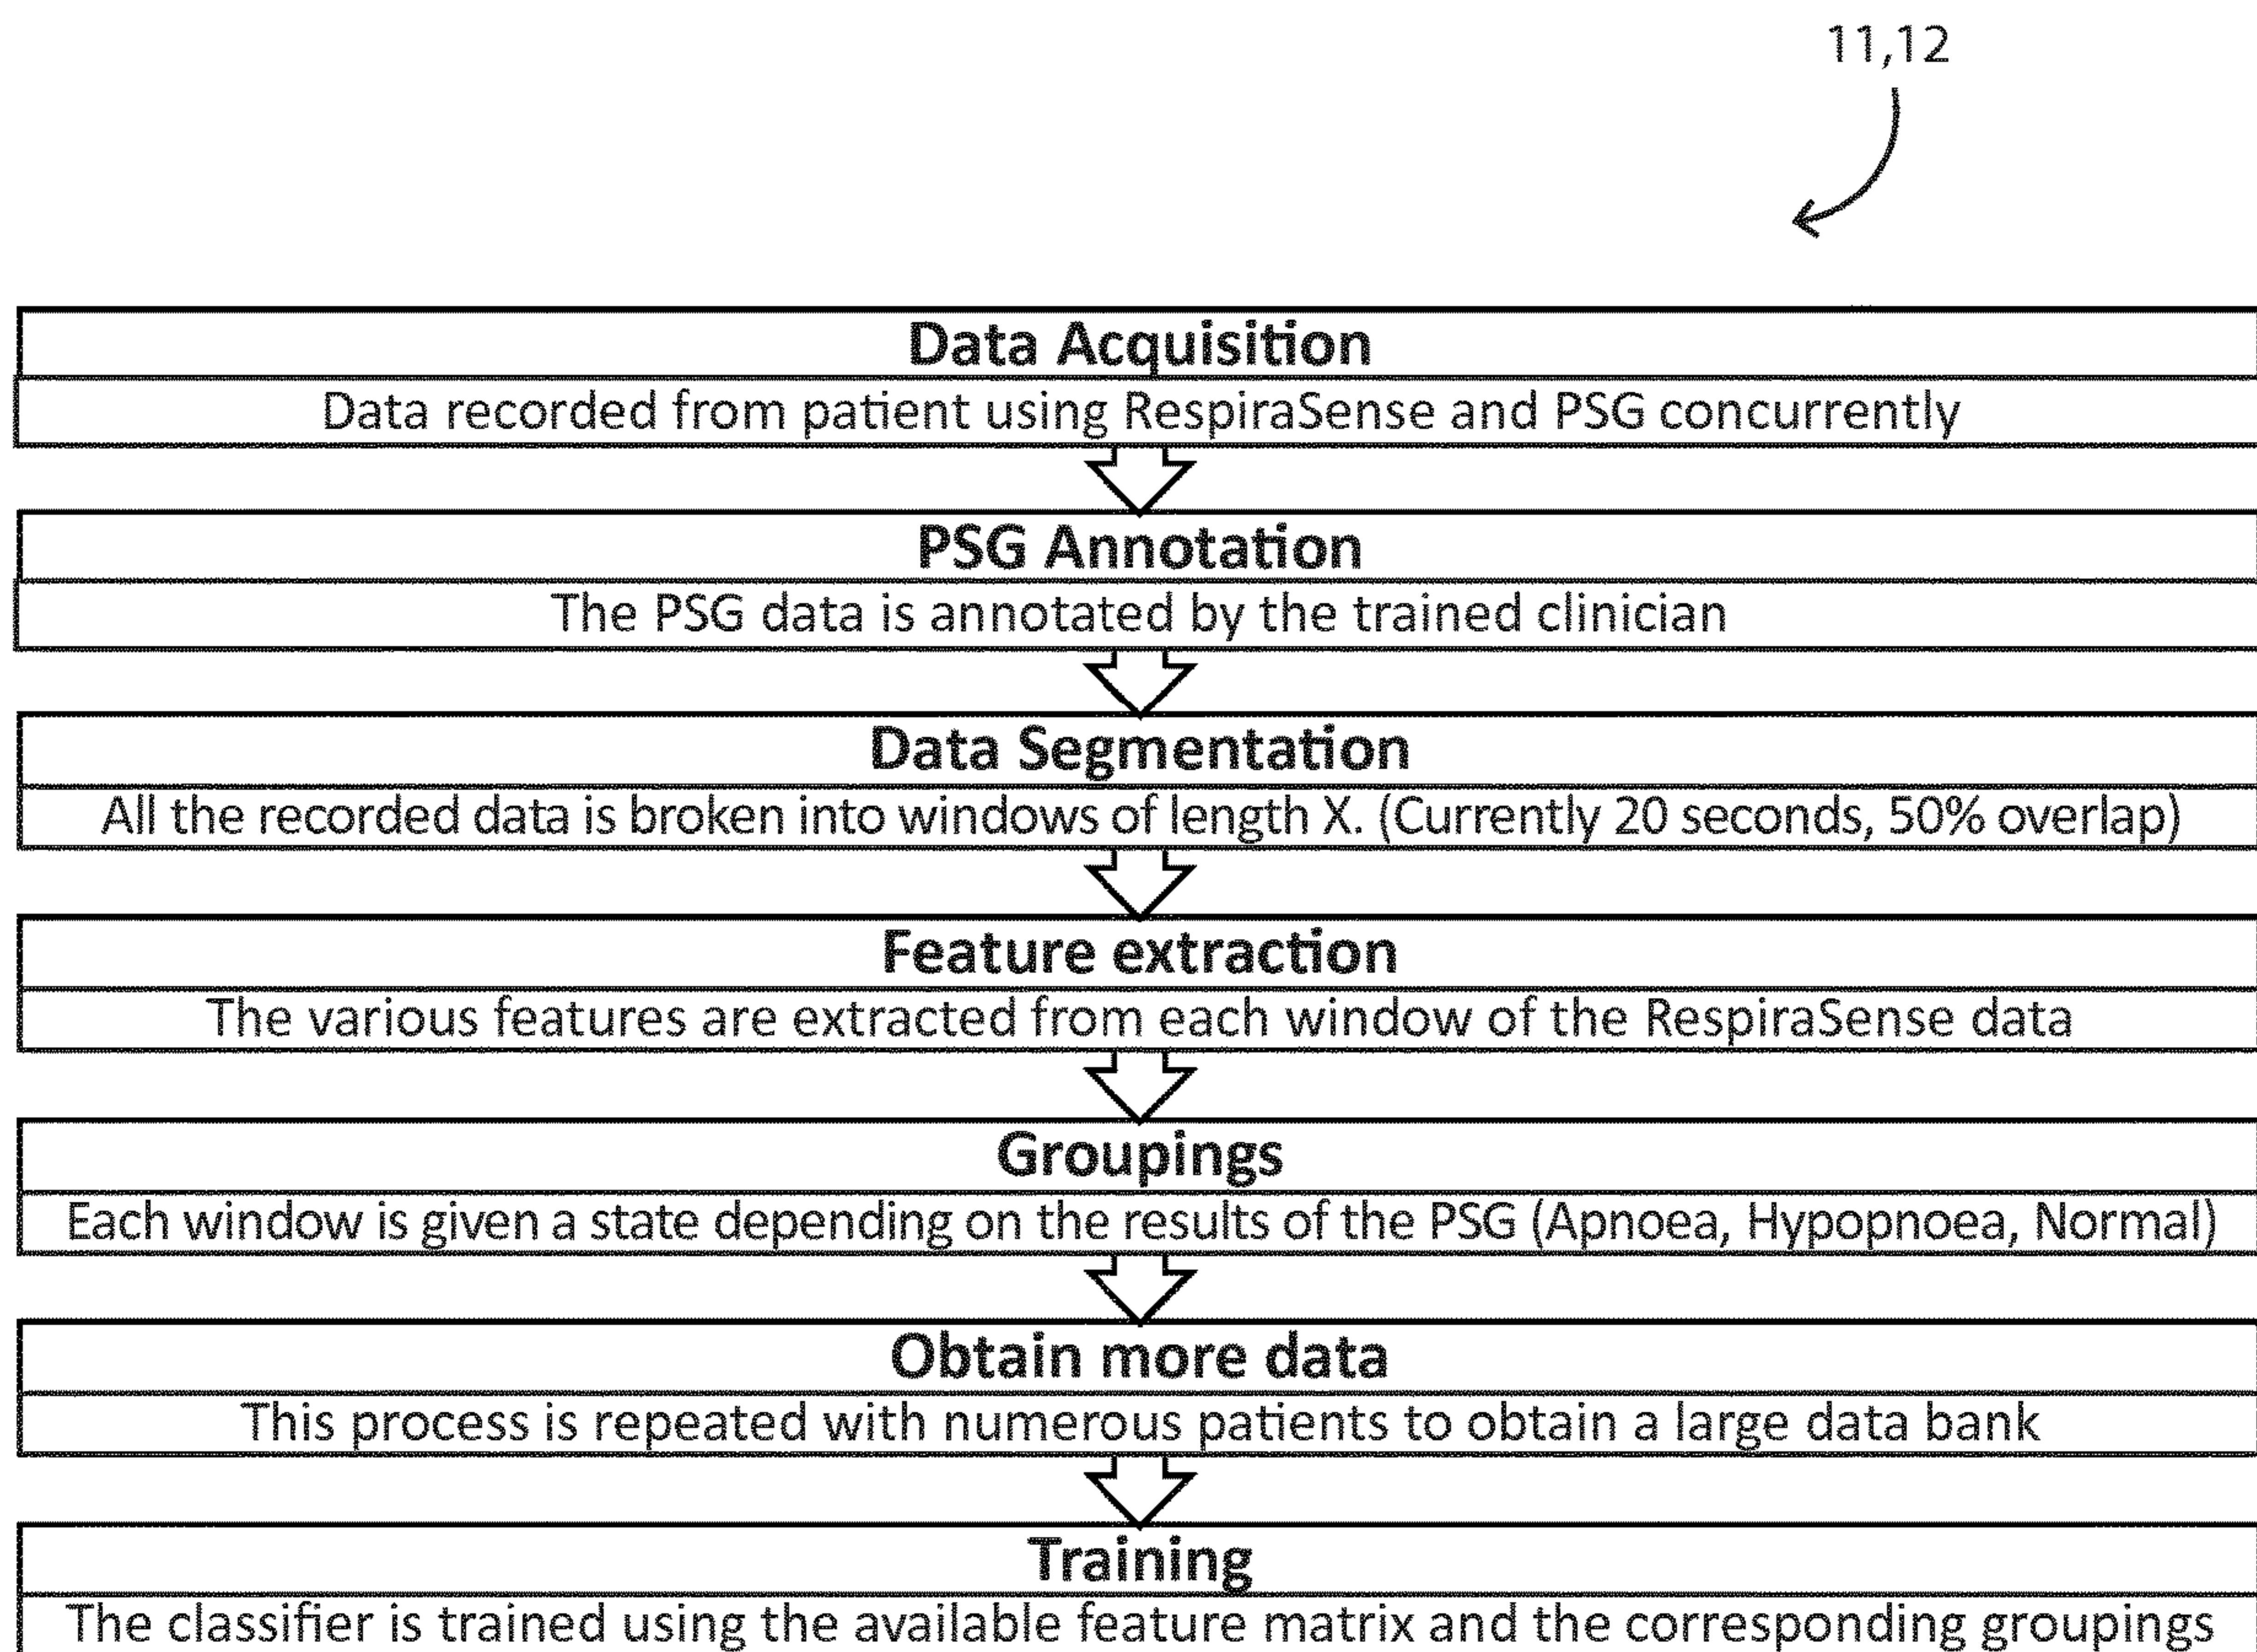 11,12
Data Acquisition
Data recorded from patient using RespiraSense and PSG concurrently
PSG Annotation
The PSG data is annotated by the trained clinician
Data Segmentation
All the recorded data is broken into windows of length X. (Currently 20 seconds, 50% overlap)
Feature extraction
The various features are extracted from each window of the RespiraSense data
Groupings
Each window is given a state depending on the results of the PSG (Apnoea, Hypopnoea, Normal)
Obtain more data
This process is repeated with numerous patients to obtain a large data bank
Training
The classifier is trained using the available feature matrix and the corresponding groupings